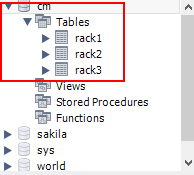 cm
Tables
rack1
rack2
rack3
Views
Stored Procedures
Functions
sakila
sys
world